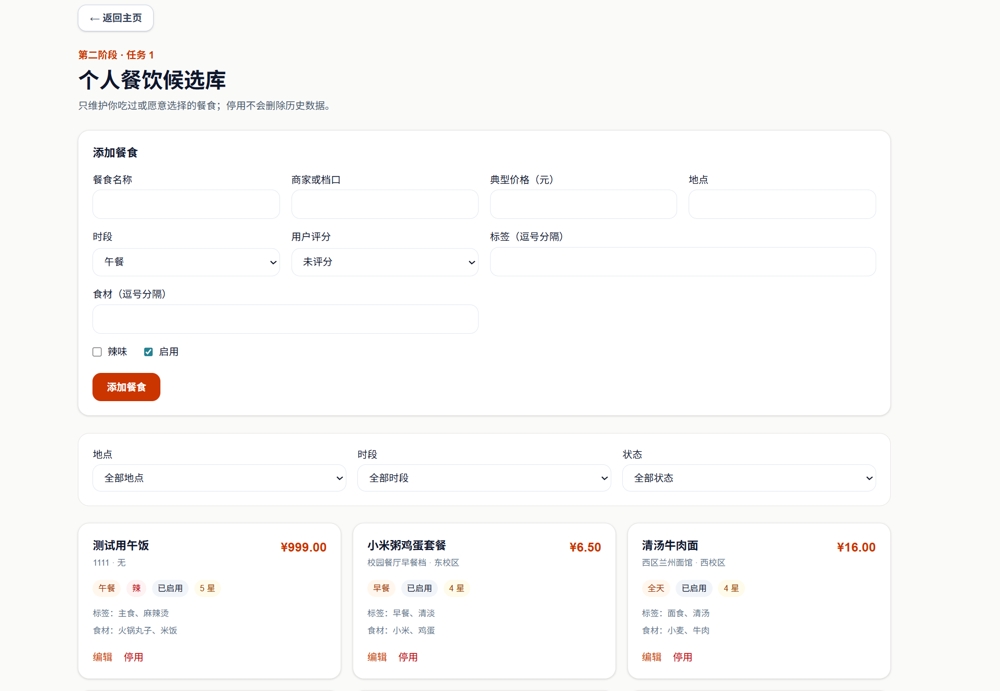 ← 返回主页
第二阶段 · 任务 1
个人餐饮候选库
只维护你吃过或愿意选择的餐食；停用不会删除历史数据。
添加餐食
餐食名称 商家或档口 典型价格（元） 地点
时段 用户评分 标签（逗号分隔）
午餐 未评分
食材（逗号分隔）
辣味 启用
添加餐食
地点 时段 状态
全部地点 全部时段 全部状态
测试用午饭 ¥999.00
1111 · 无
午餐 辣 已启用 5 星
标签：主食、麻辣烫
食材：火锅丸子、米饭
编辑 停用
小米粥鸡蛋套餐 ¥6.50
校园餐厅早餐档 · 东校区
早餐 已启用 4 星
标签：早餐、清淡
食材：小米、鸡蛋
编辑 停用
清汤牛肉面 ¥16.00
西区兰州面馆 · 西校区
全天 已启用 4 星
标签：面食、清汤
食材：小麦、牛肉
编辑 停用